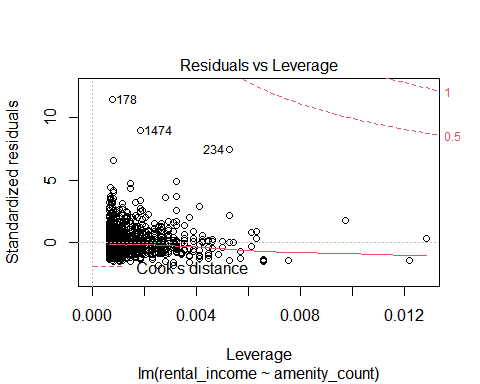 Residuals vs Leverage
Standardized residuals
10
5
0
178
1474
234
1
0.5
Cook's distance
0.000
0.004
0.008
0.012
Leverage
lm(rental_income ~ amenity_count)